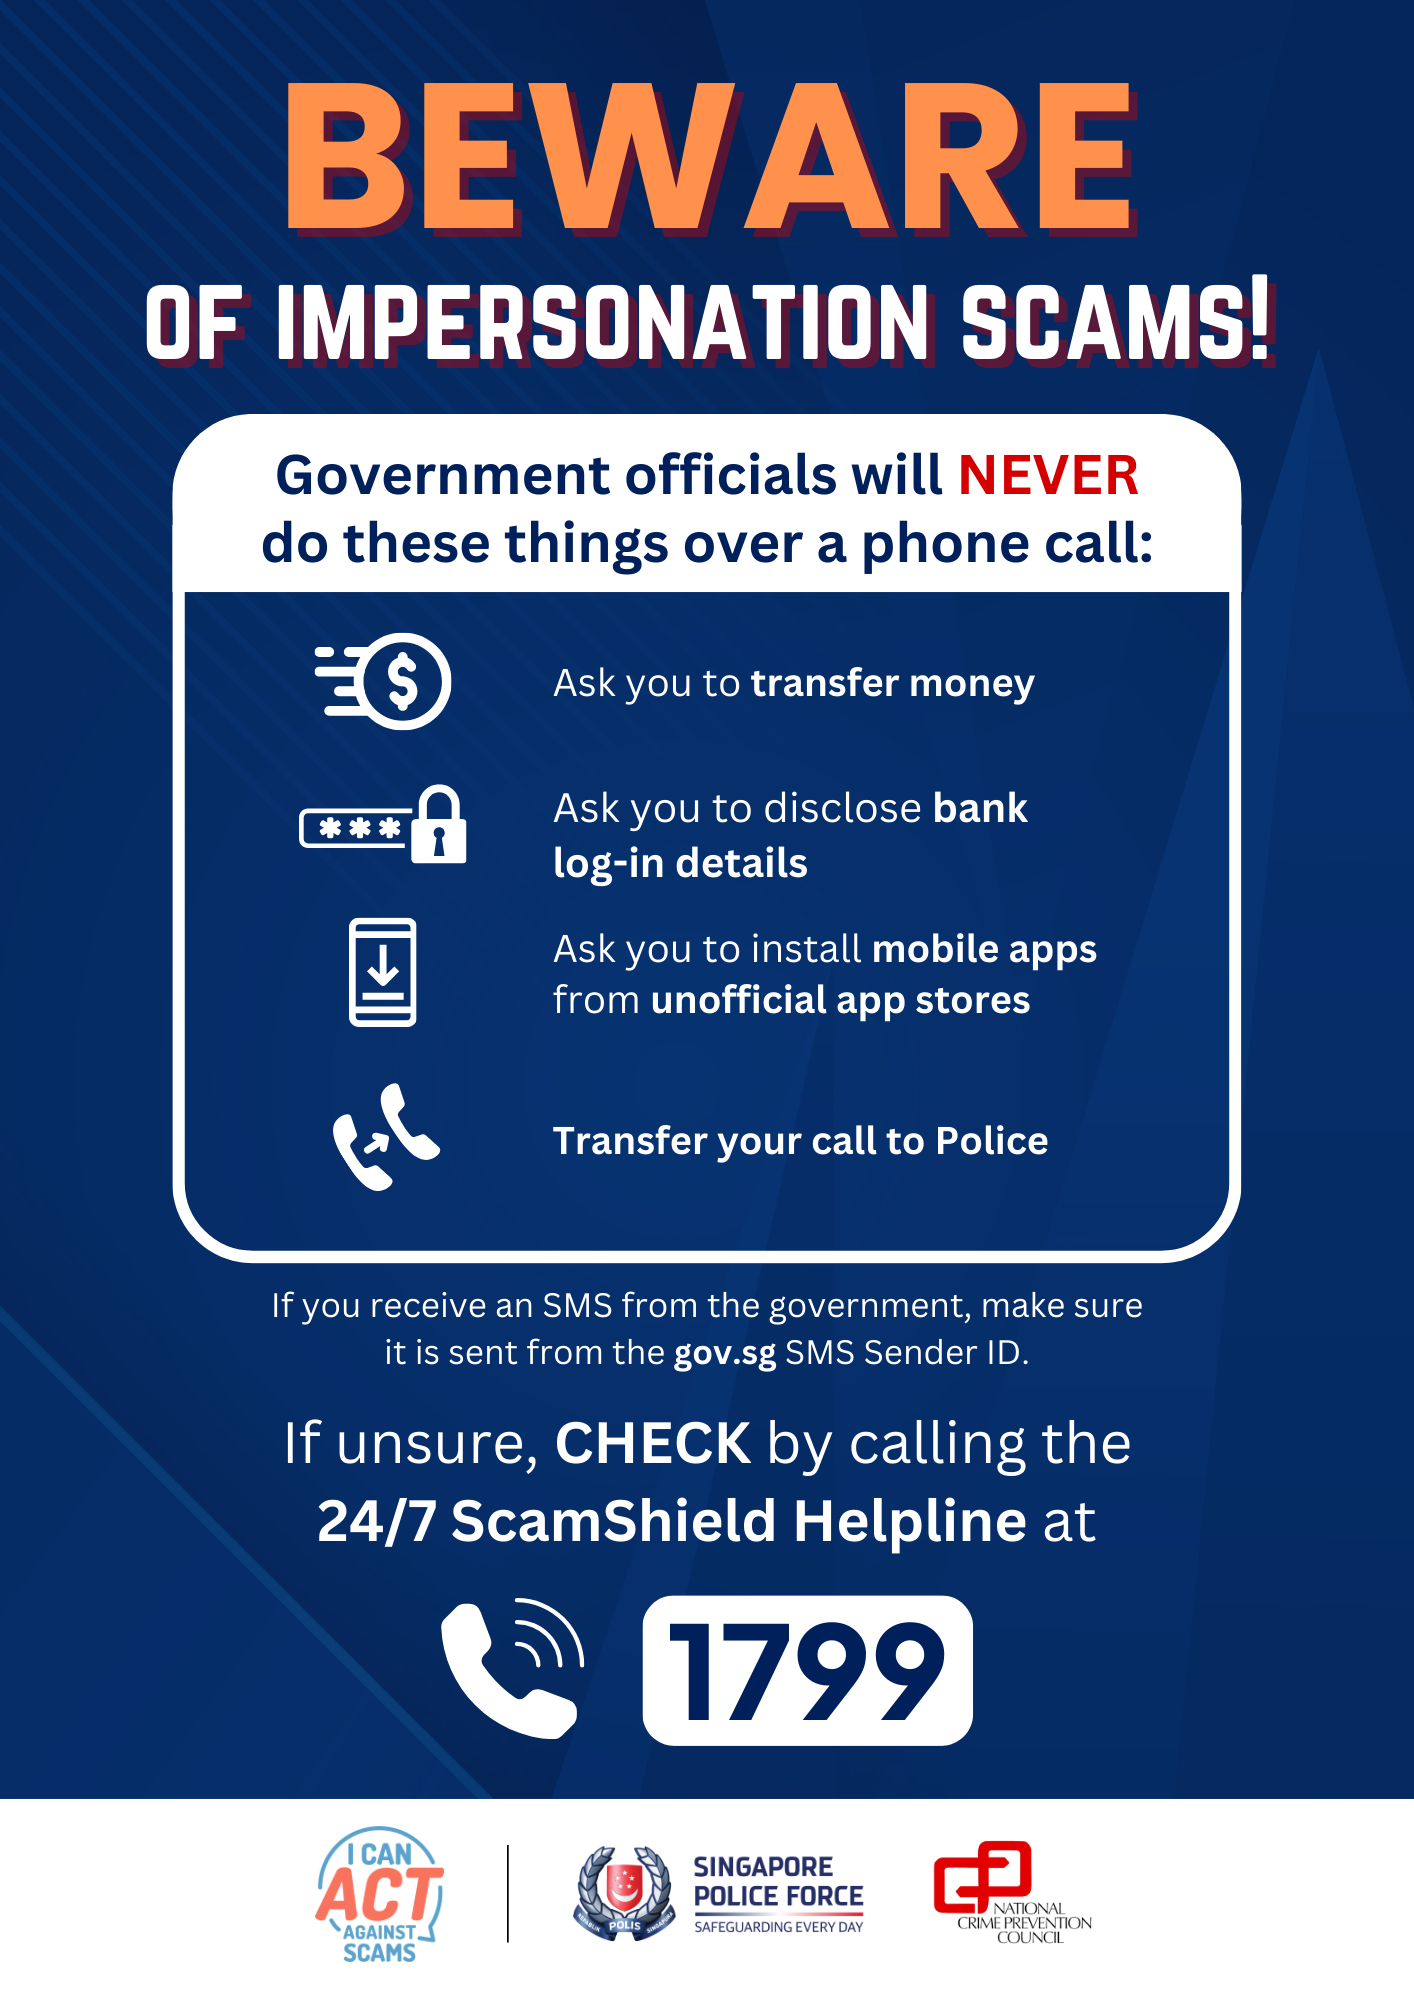 BEWARE
OF IMPERSONATION SCAMS!
Government officials will NEVER
do these things over a phone call:
Ask you to transfer money
Ask you to disclose bank
log-in details
Ask you to install mobile apps
from unofficial app stores
Transfer your call to Police
If you receive an SMS from the government, make sure
it is sent from the gov.sg SMS Sender ID.
If unsure, CHECK by calling the
24/7 ScamShield Helpline at
1799
I CAN
ACT
AGAINST
SCAMS
REPABLIK POLIS SINGAPURA
SINGAPORE
POLICE FORCE
SAFEGUARDING EVERY DAY
NATIONAL
CRIME PREVENTION
COUNCIL